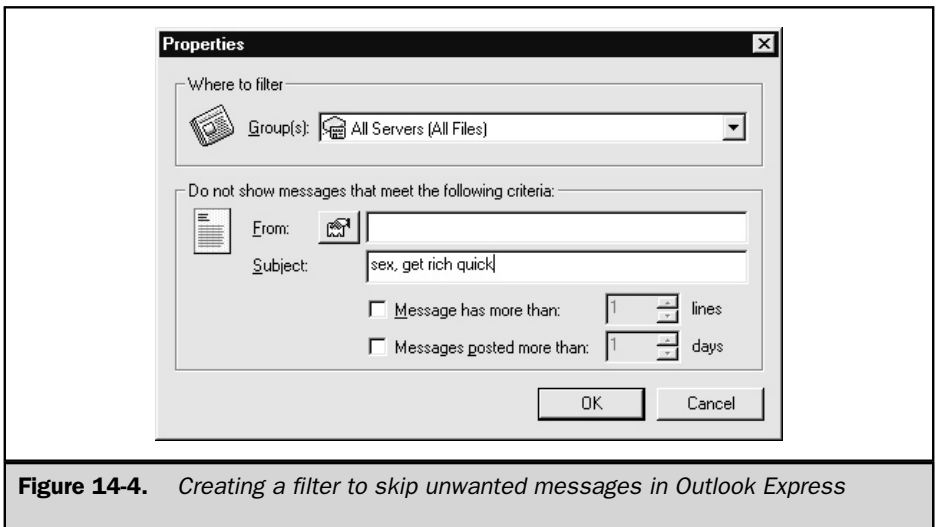 Properties
Where to filter
Group(s): All Servers (All Files)
Do not show messages that meet the following criteria:
From:
Subject: sex, get rich quick
Message has more than: 1 lines
Messages posted more than: 1 days
OK Cancel
Figure 14-4. Creating a filter to skip unwanted messages in Outlook Express